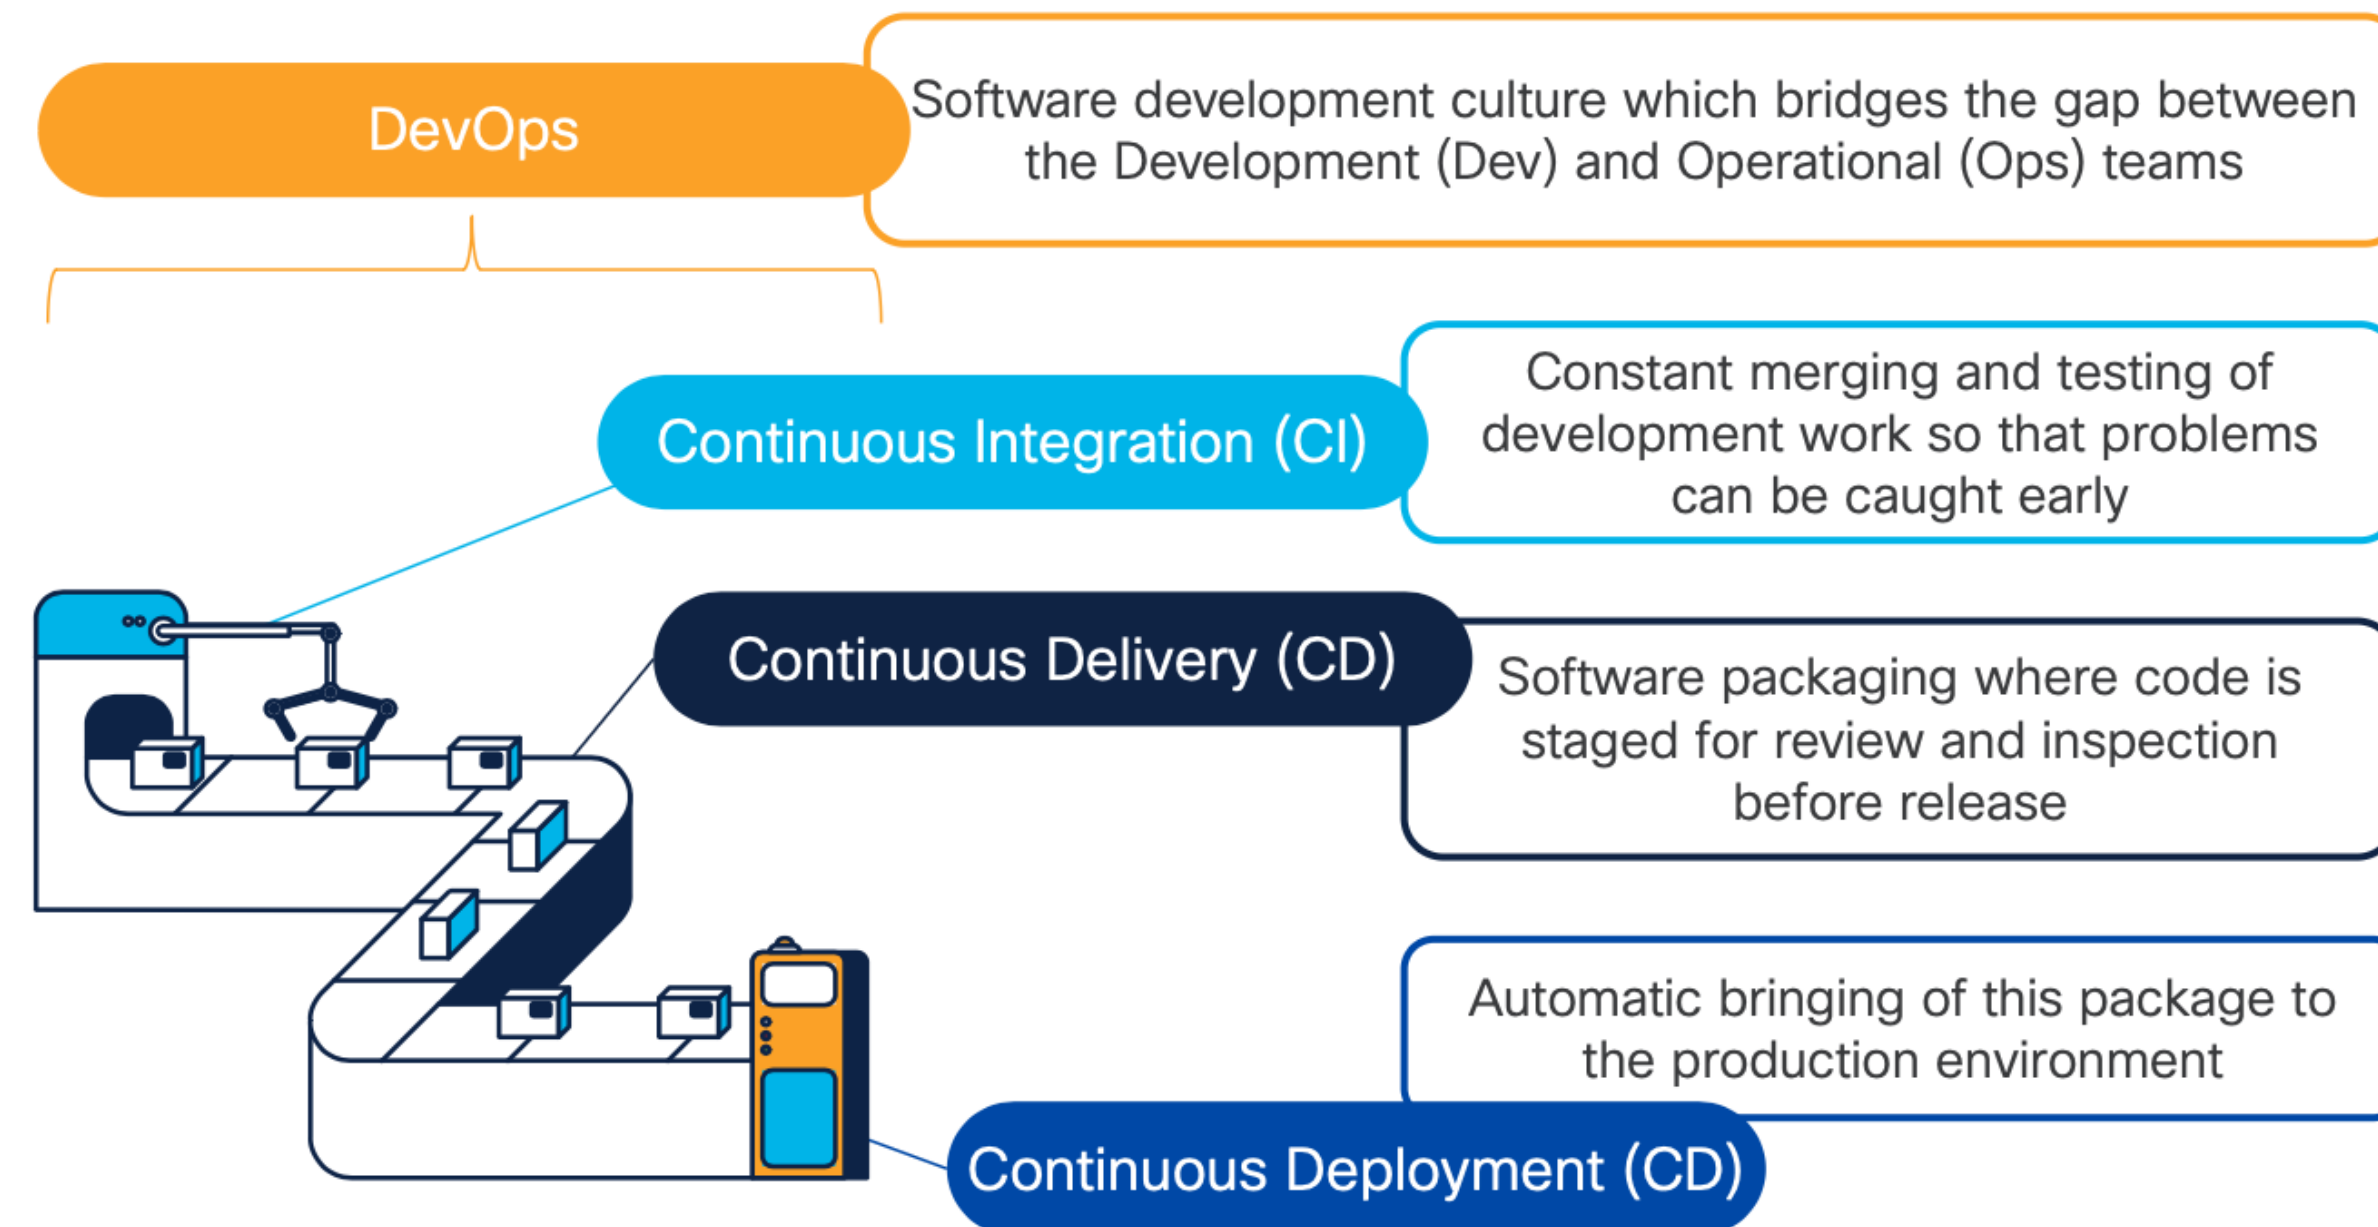 DevOps
Software development culture which bridges the gap between
the Development (Dev) and Operational (Ops) teams
Continuous Integration (CI)
Constant merging and testing of
development work so that problems
can be caught early
Continuous Delivery (CD)
Software packaging where code is
staged for review and inspection
before release
Automatic bringing of this package to
the production environment
Continuous Deployment (CD)